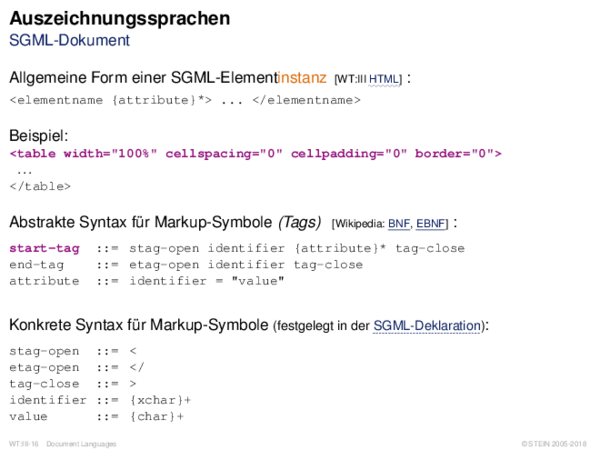 Auszeichnungssprachen
SGML-Dokument
Allgemeine Form einer SGML-Elementinstanz [WT:III HTML] :
<elementname {attribute}*> ... </elementname>
Beispiel:
<table width="100%" cellspacing="0" cellpadding="0" border="0">
...
</table>
Abstrakte Syntax für Markup-Symbole (Tags) [Wikipedia: BNF, EBNF] :
start-tag ::= stag-open identifier {attribute}* tag-close
end-tag ::= etag-open identifier tag-close
attribute ::= identifier = "value"
Konkrete Syntax für Markup-Symbole (festgelegt in der SGML-Deklaration):
stag-open ::= <
etag-open ::= </
tag-close ::= >
identifier ::= {xchar}+
value ::= {char}+
WT:II-16 Document Languages © STEIN 2005-2018